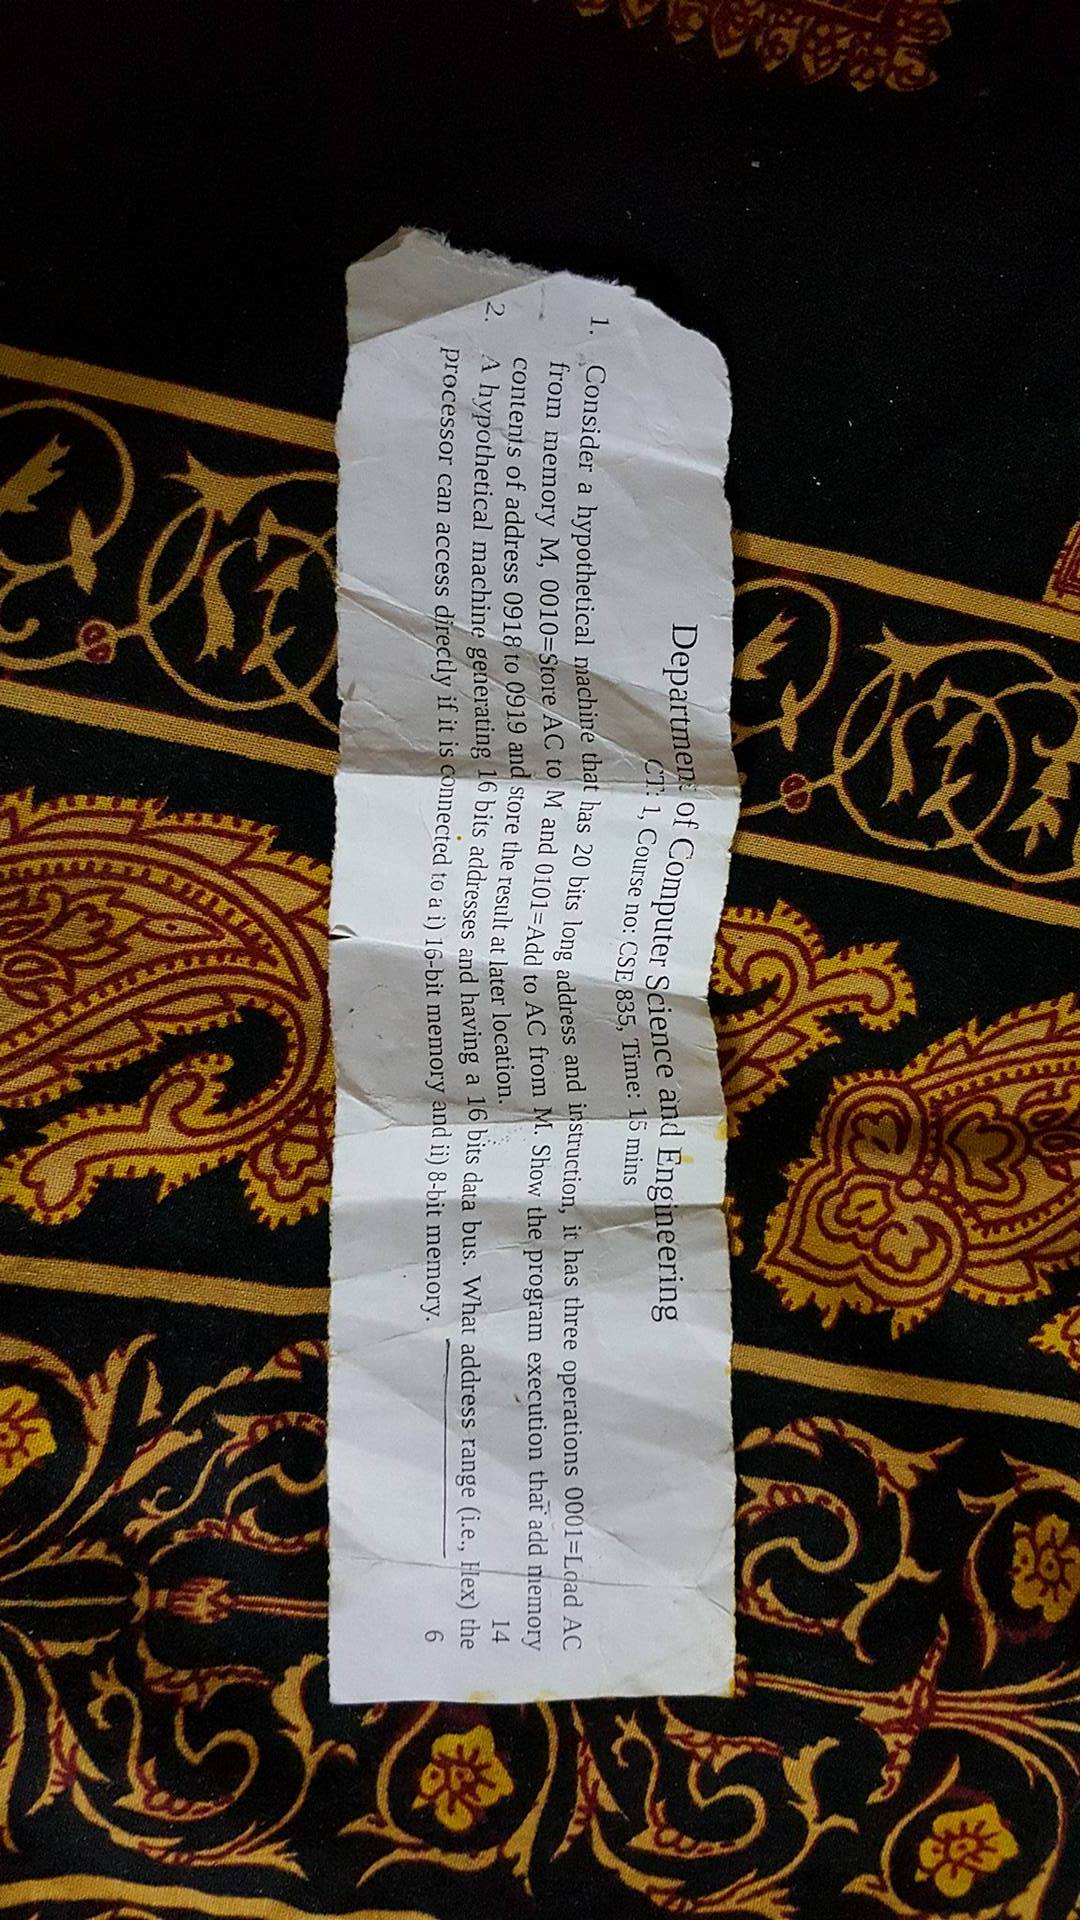 Department of Computer Science and Engineering
CT: 1, Course no: CSE 835, Time: 15 mins
1. Consider a hypothetical machine that has 20 bits long address and instruction, it has three operations 0001=Load AC
from memory M, 0010=Store AC to M and 0101=Add to AC from M. Show the program execution that add memory
contents of address 0918 to 0919 and store the result at later location. 14
2. A hypothetical machine generating 16 bits addresses and having a 16 bits data bus. What address range (i.e., Hex) the
processor can access directly if it is connected to a i) 16-bit memory and ii) 8-bit memory. 6